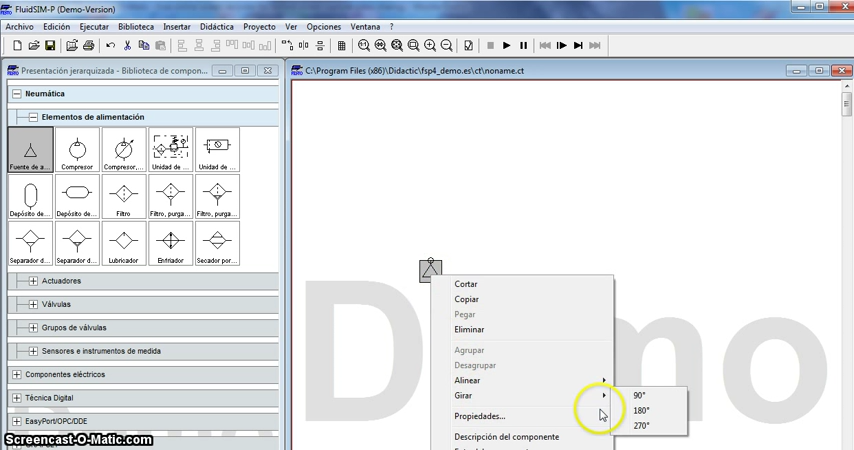 FluidSIM-P (Demo-Version)
Archivo Edición Ejecutar Biblioteca Insertar Didáctica Proyecto Ver Opciones Ventana ?
Presentación jerarquizada - Biblioteca de compon...
Neumática
Elementos de alimentación
Fuente de a... Compresor Compresor,... Unidad de ... Unidad de ...
Depósito de... Depósito de... Filtro Filtro, purga... Filtro, purga...
Separador d... Separador d... Lubricador Enfriador Secador por...
Actuadores
Válvulas
Grupos de válvulas
Sensores e instrumentos de medida
Componentes eléctricos
Técnica Digital
EasyPort/OPC/DDE
C:\Program Files (x86)\Didactic\fsp4_demo.es\ct\noname.ct
Demo
Cortar
Copiar
Pegar
Eliminar
Agrupar
Desagrupar
Alinear
Girar
Propiedades...
Descripción del componente
90°
180°
270°
Screencast-O-Matic.com